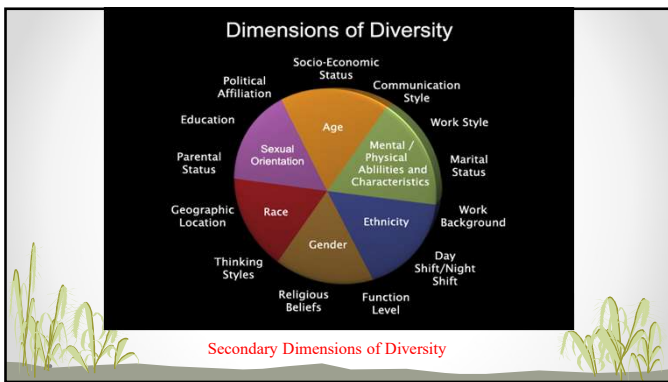 Dimensions of Diversity
Socio-Economic
Status
Communication
Style
Work Style
Marital
Status
Work
Background
Day
Shift/Night
Shift
Function
Level
Religious
Beliefs
Thinking
Styles
Geographic
Location
Parental
Status
Education
Political
Affiliation
Age
Mental /
Physical
Ablilities and
Characteristics
Ethnicity
Gender
Race
Sexual
Orientation
Secondary Dimensions of Diversity